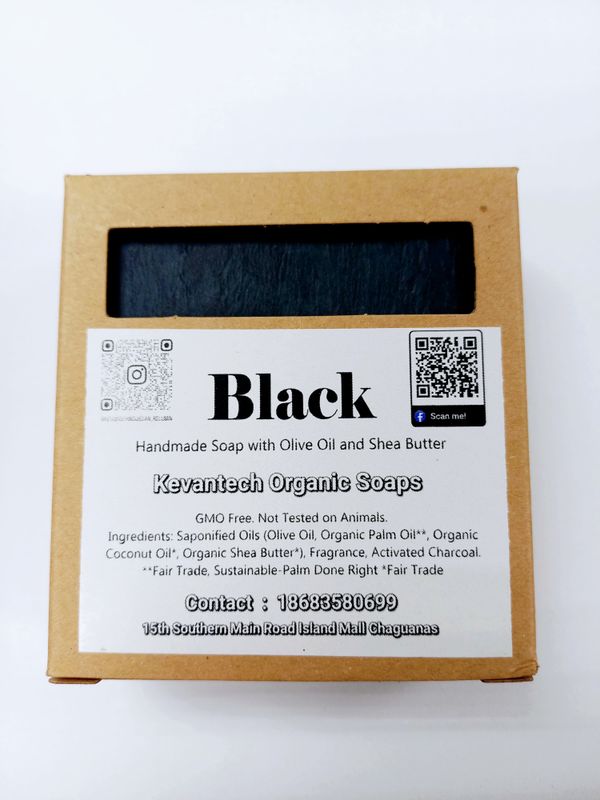 Black
Scan me!
Handmade Soap with Olive Oil and Shea Butter
Kevantech Organic Soaps
GMO Free. Not Tested on Animals.
Ingredients: Saponified Oils (Olive Oil, Organic Palm Oil**, Organic
Coconut Oil*, Organic Shea Butter*), Fragrance, Activated Charcoal.
**Fair Trade, Sustainable-Palm Done Right *Fair Trade
Contact : 18683580699
15th Southern Main Road Island Mall Chaguanas